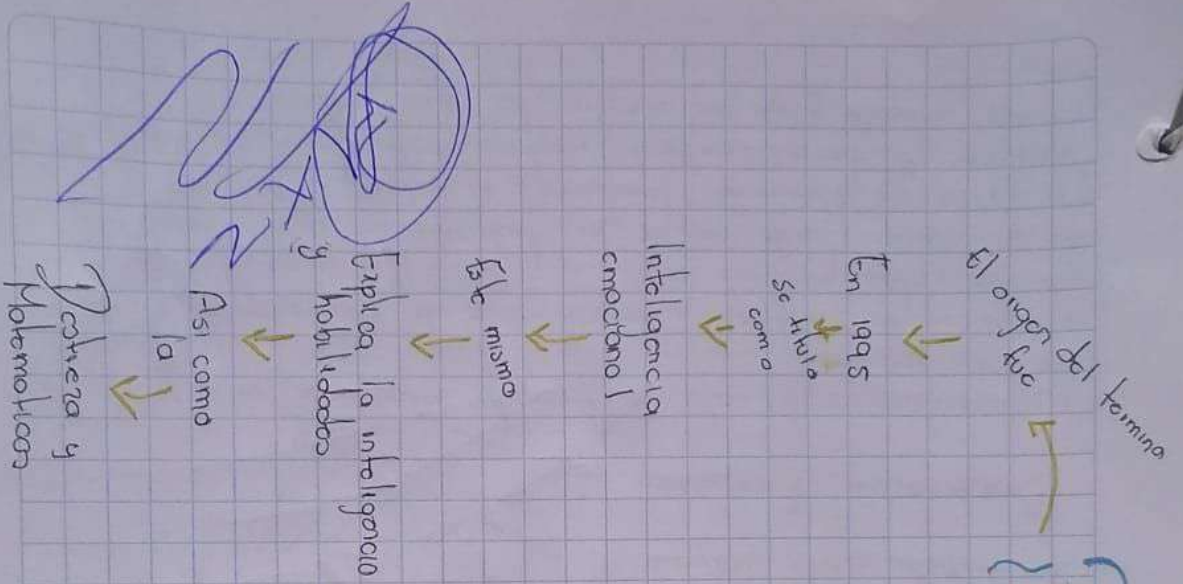 El origen del termino
fue
En 1995
se titulo
como
Inteligencia
emocional
Este mismo
Explica la inteligencia
y habilidades
Asi como
la
Destreza y
Matematicas